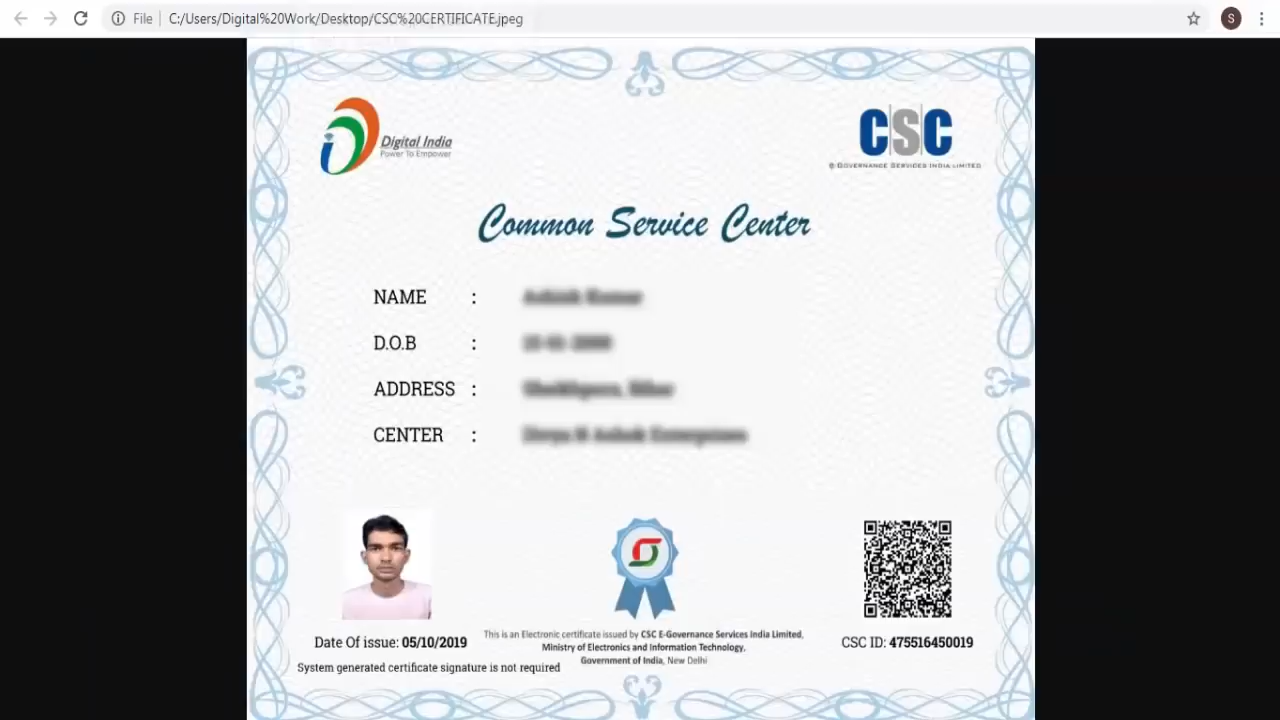 File
C:/Users/Digital%20Work/Desktop/CSC%20CERTIFICATE.jpeg
S
Digital India
Power To Empower
CSC
e-GOVERNANCE SERVICES INDIA LIMITED
Common Service Center
NAME :
D.O.B :
ADDRESS :
CENTER :
Date Of issue: 05/10/2019
System generated certificate signature is not required
This is an Electronic certificate issued by CSC E-Governance Services India Limited,
Ministry of Electronics and Information Technology,
Government of India, New Delhi
CSC ID: 475516450019